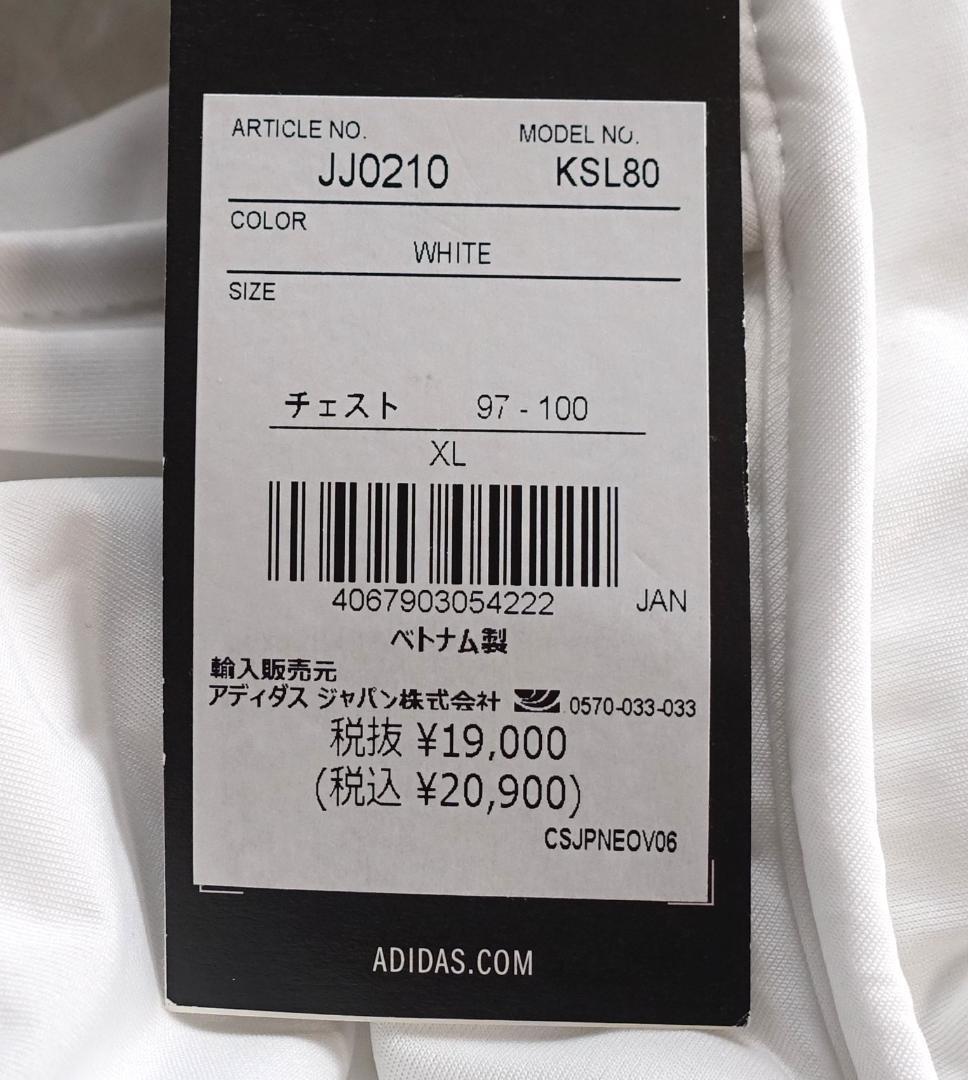 ARTICLE NO. MODEL NO.
JJ0210 KSL80
COLOR
WHITE
SIZE
チェスト 97 - 100
XL
4067903054222 JAN
ベトナム製
輸入販売元
アディダス ジャパン株式会社 0570-033-033
税抜 ¥19,000
(税込 ¥20,900)
CSJPNEOV06
ADIDAS.COM